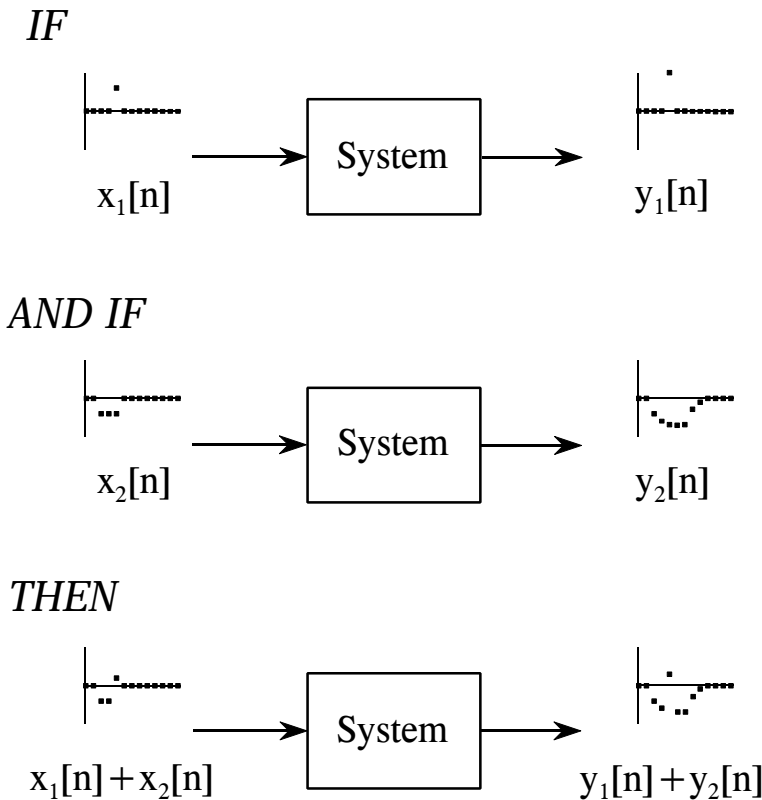 IF
System
x₁[n]
y₁[n]
AND IF
System
x₂[n]
y₂[n]
THEN
System
x₁[n]+x₂[n]
y₁[n]+y₂[n]